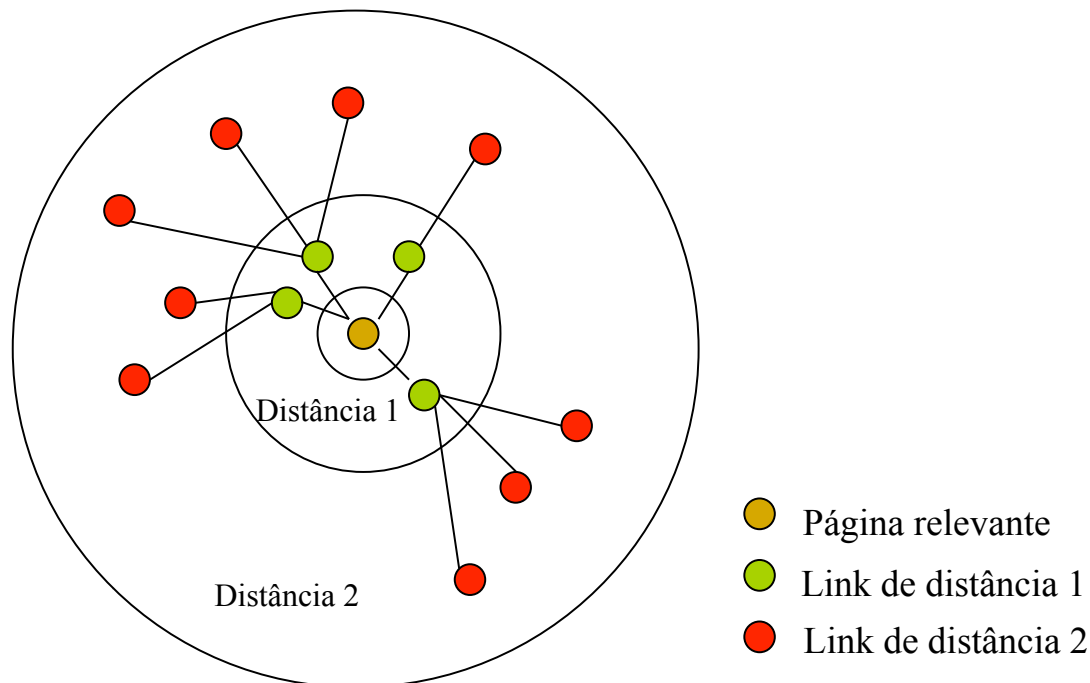 Distância 1
Distância 2
Página relevante
Link de distância 1
Link de distância 2